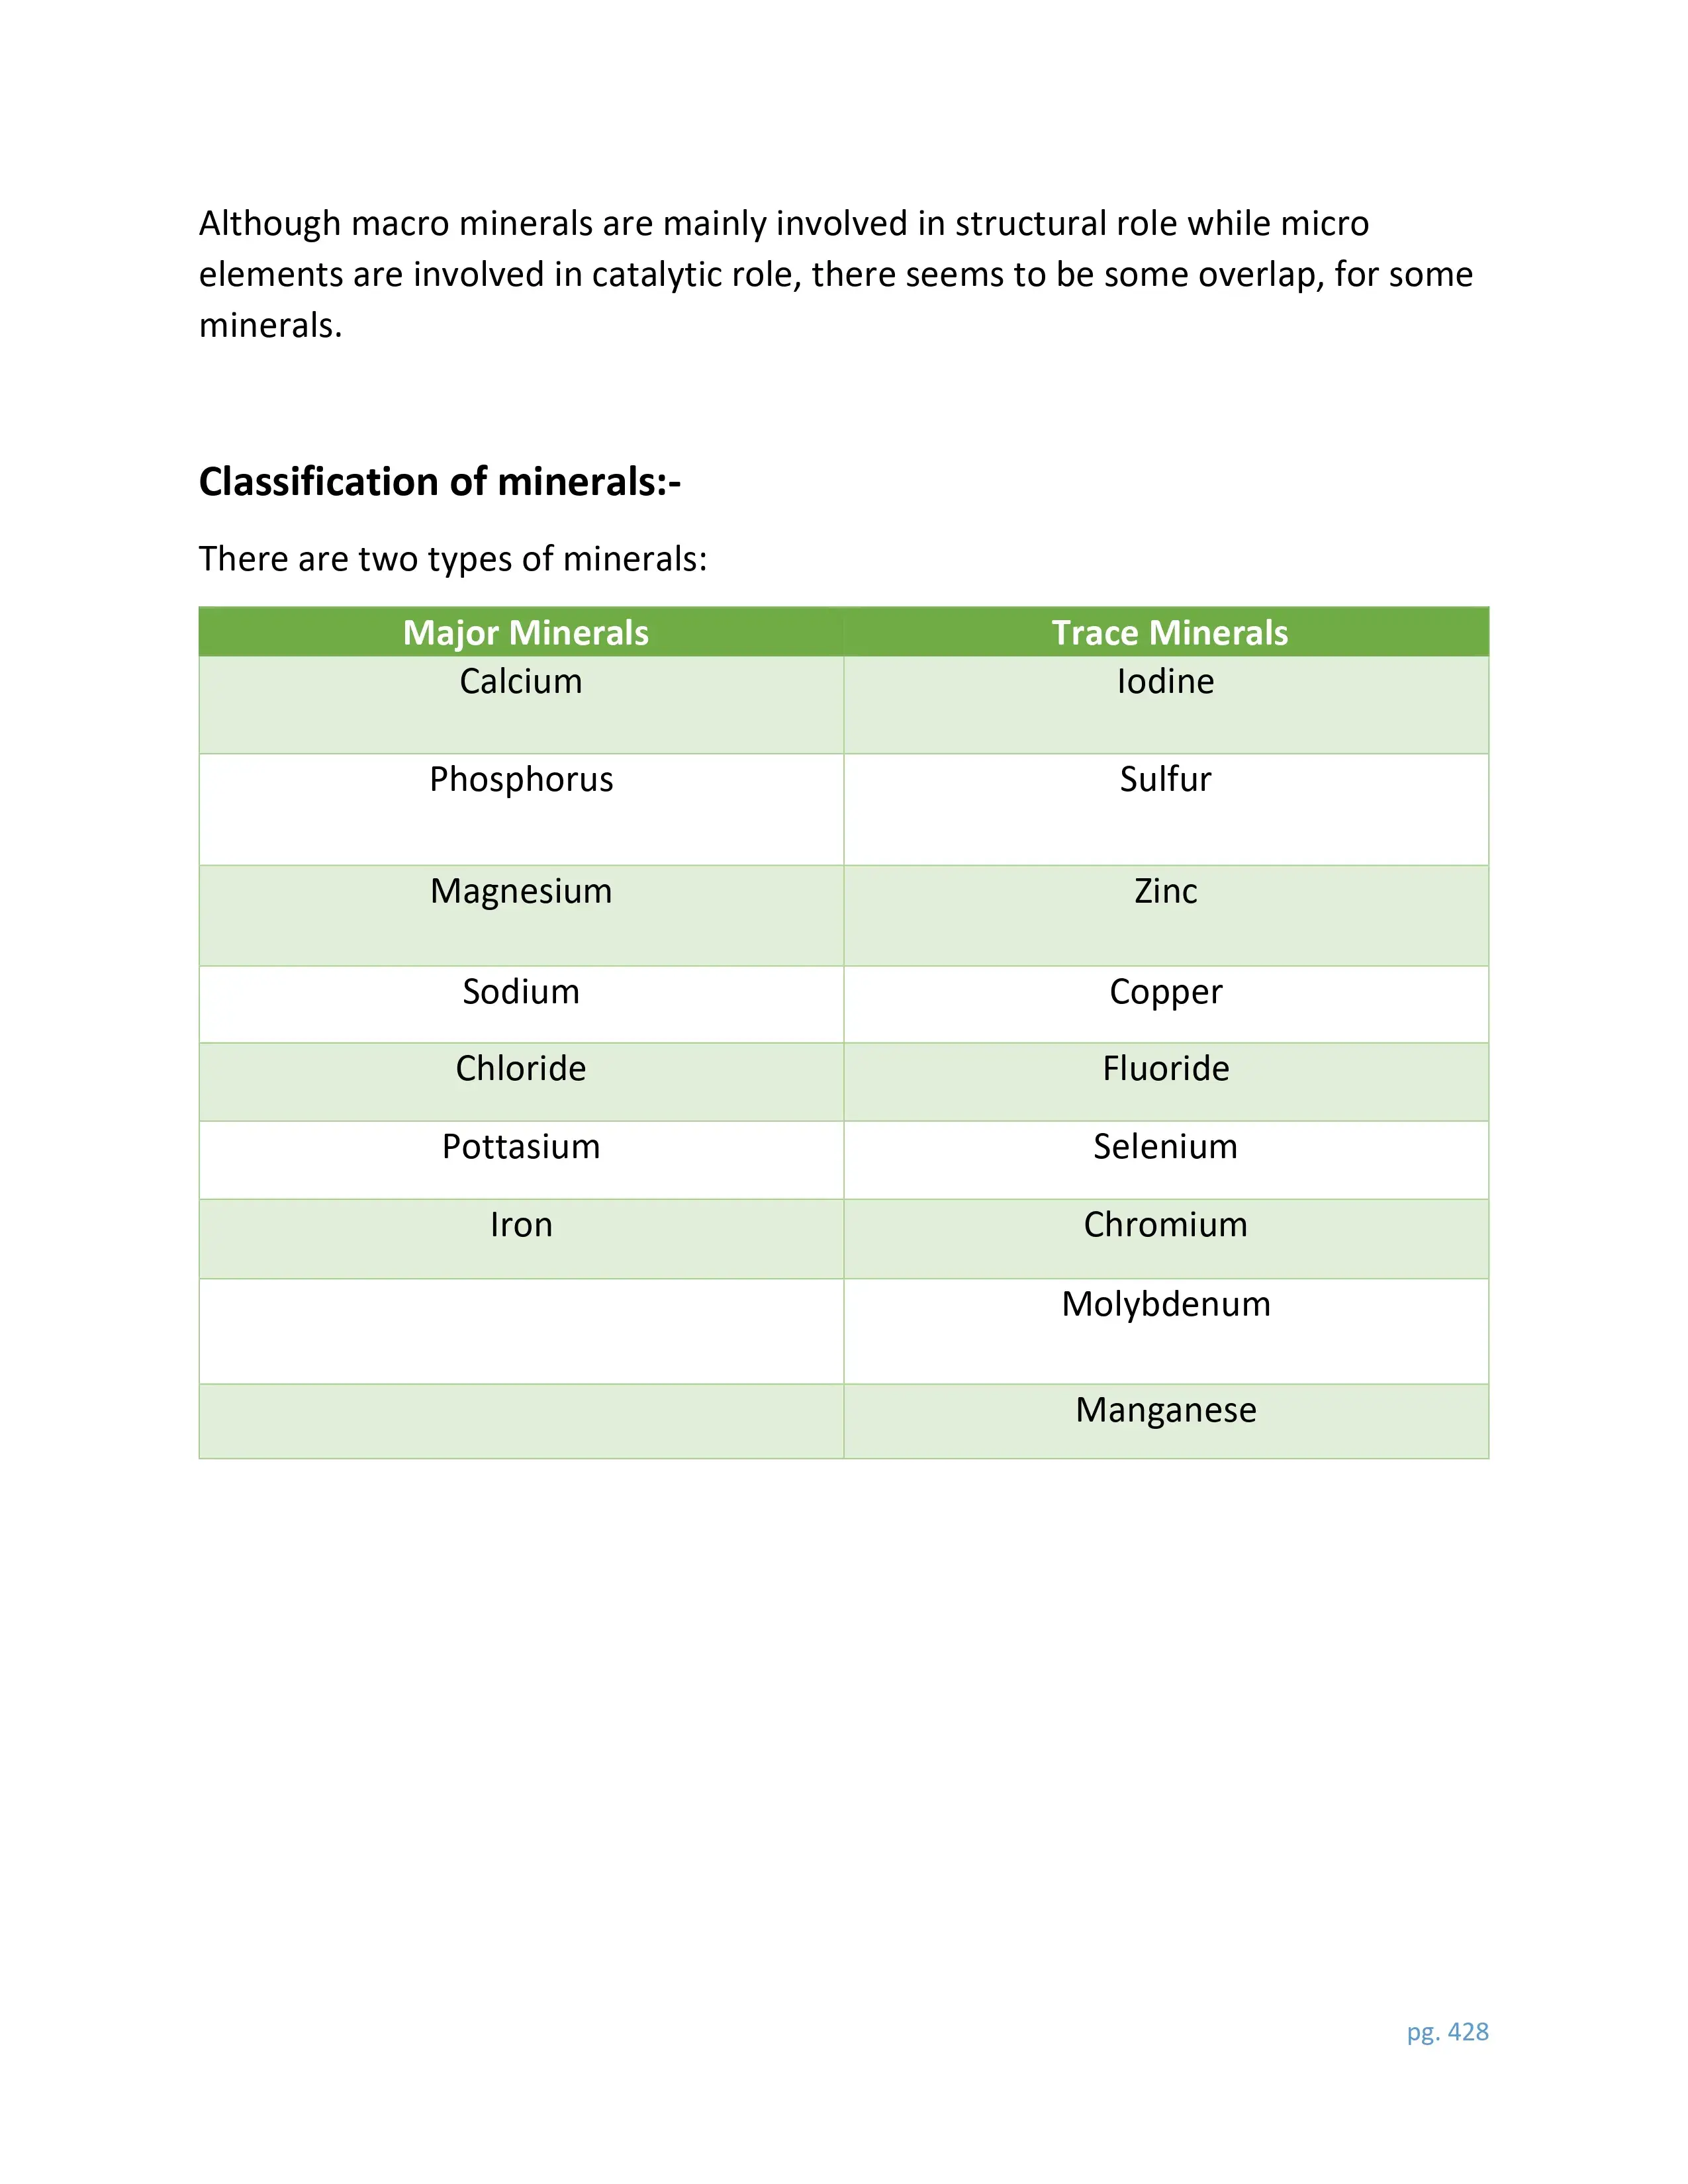 Although macro minerals are mainly involved in structural role while micro
elements are involved in catalytic role, there seems to be some overlap, for some
minerals.
Classification of minerals:-
There are two types of minerals:
Major Minerals Trace Minerals
Calcium Iodine
Phosphorus Sulfur
Magnesium Zinc
Sodium Copper
Chloride Fluoride
Pottasium Selenium
Iron Chromium
Molybdenum
Manganese
pg. 428